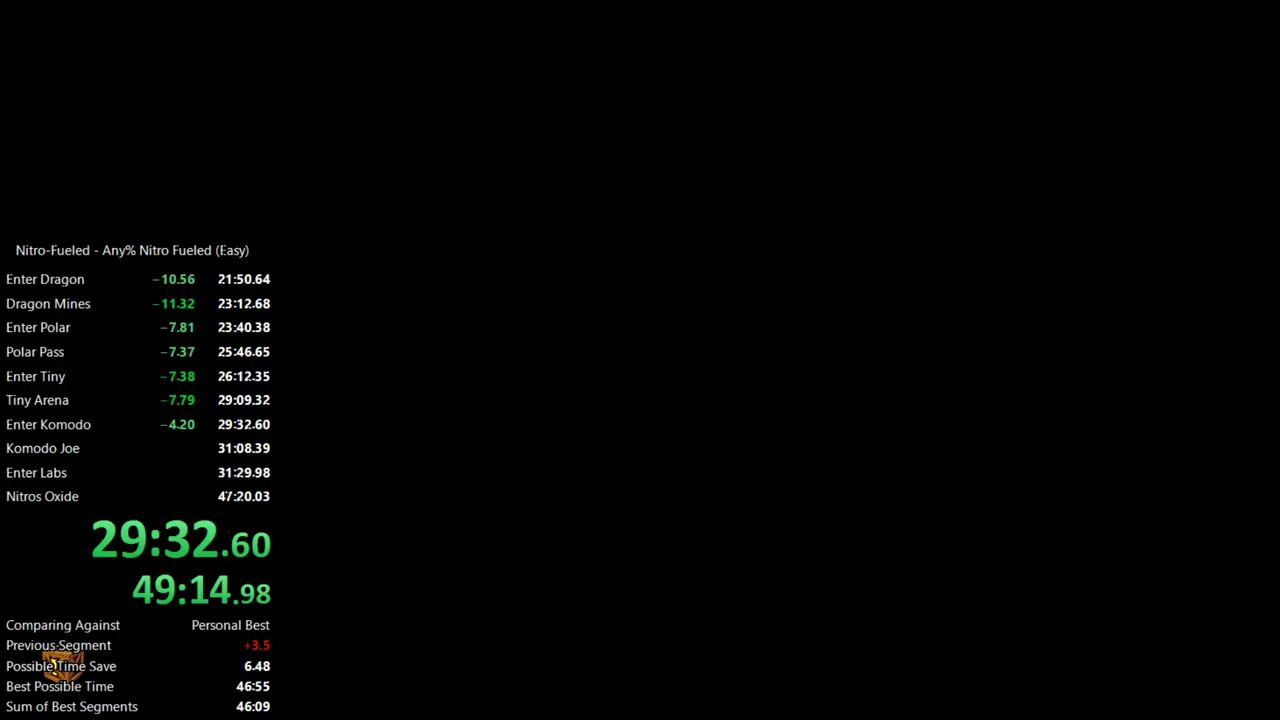 Nitro-Fueled - Any% Nitro Fueled (Easy)
Enter Dragon −10.56 21:50.64
Dragon Mines −11.32 23:12.68
Enter Polar −7.81 23:40.38
Polar Pass −7.37 25:46.65
Enter Tiny −7.38 26:12.35
Tiny Arena −7.79 29:09.32
Enter Komodo −4.20 29:32.60
Komodo Joe 31:08.39
Enter Labs 31:29.98
Nitros Oxide 47:20.03
29:32.60
49:14.98
Comparing Against Personal Best
Previous Segment +3.5
Possible Time Save 6.48
Best Possible Time 46:55
Sum of Best Segments 46:09